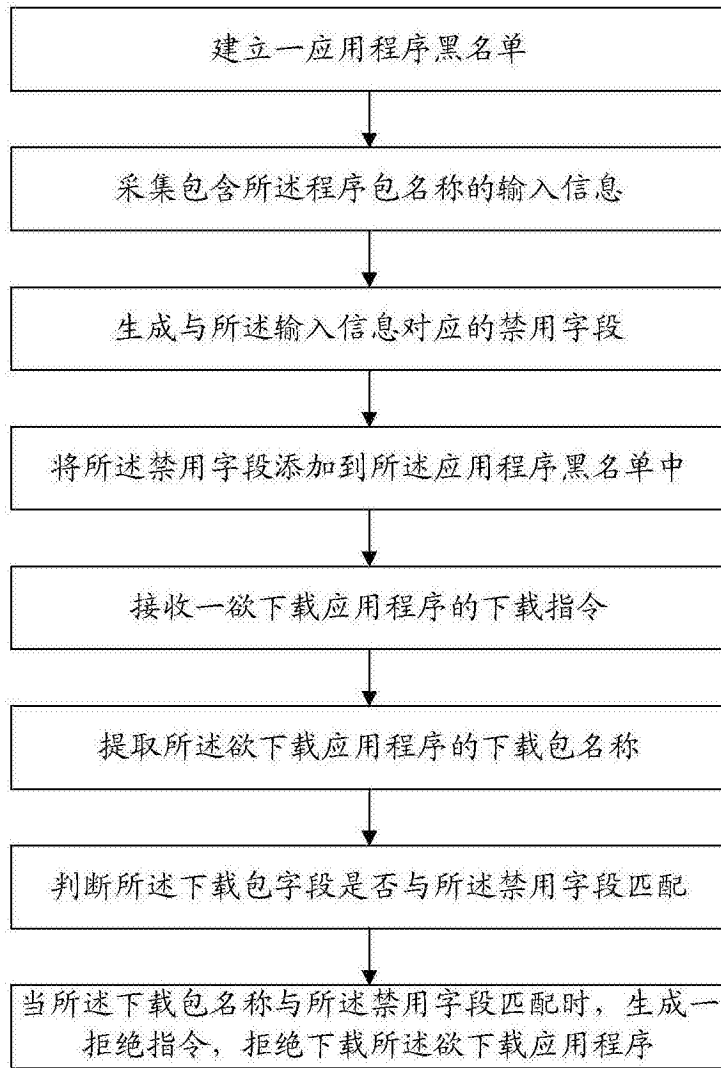 建立一应用程序黑名单
采集包含所述程序包名称的输入信息
生成与所述输入信息对应的禁用字段
将所述禁用字段添加到所述应用程序黑名单中
接收一欲下载应用程序的下载指令
提取所述欲下载应用程序的下载包名称
判断所述下载包字段是否与所述禁用字段匹配
当所述下载包名称与所述禁用字段匹配时，生成一
拒绝指令，拒绝下载所述欲下载应用程序